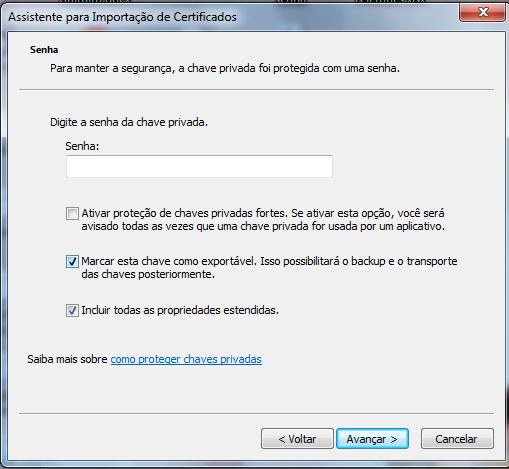 Assistente para Importação de Certificados
Senha
Para manter a segurança, a chave privada foi protegida com uma senha.
Digite a senha da chave privada.
Senha:
Ativar proteção de chaves privadas fortes. Se ativar esta opção, você será
avisado todas as vezes que uma chave privada for usada por um aplicativo.
Marcar esta chave como exportável. Isso possibilitará o backup e o transporte
das chaves posteriormente.
Incluir todas as propriedades estendidas.
Saiba mais sobre como proteger chaves privadas
< Voltar
Avançar >
Cancelar